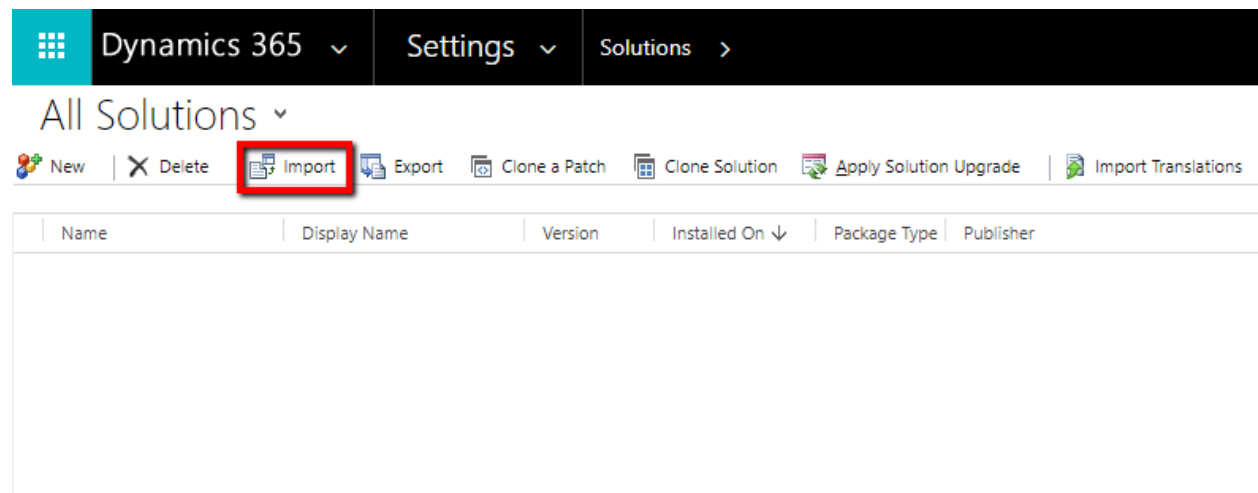 Dynamics 365 Settings Solutions
All Solutions
New Delete Import Export Clone a Patch Clone Solution Apply Solution Upgrade Import Translations
Name Display Name Version Installed On Package Type Publisher